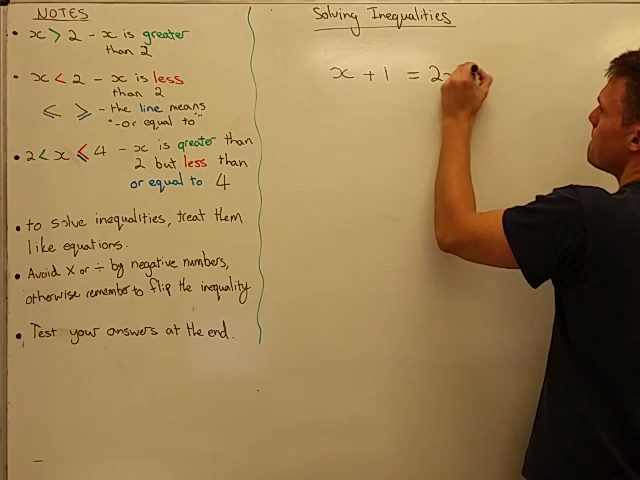 NOTES
• x > 2 - x is greater
than 2
• x < 2 - x is less
than 2
≤ ≥ - the line means
"-or equal to"
• 2 < x ≤ 4 - x is greater than
2 but less than
or equal to 4
• to solve inequalities, treat them
like equations.
• Avoid × or ÷ by negative numbers,
otherwise remember to flip the inequality
• Test your answers at the end.
Solving Inequalities
x + 1 = 2